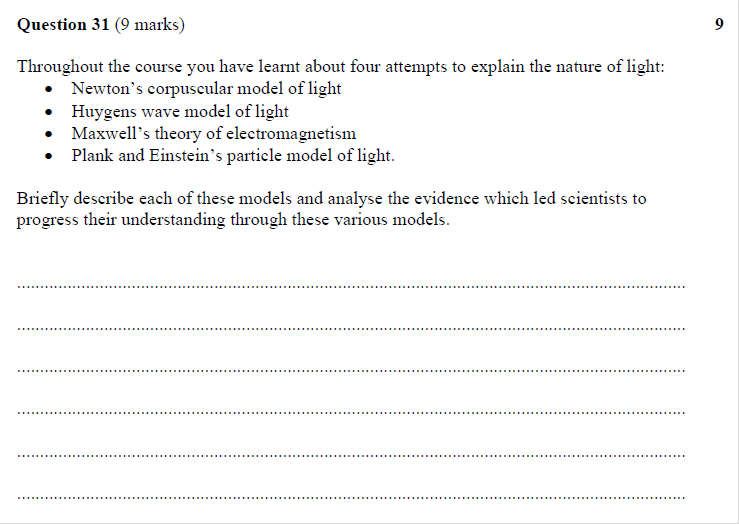 Question 31 (9 marks) 9
Throughout the course you have learnt about four attempts to explain the nature of light:
• Newton's corpuscular model of light
• Huygens wave model of light
• Maxwell's theory of electromagnetism
• Plank and Einstein's particle model of light.
Briefly describe each of these models and analyse the evidence which led scientists to
progress their understanding through these various models.